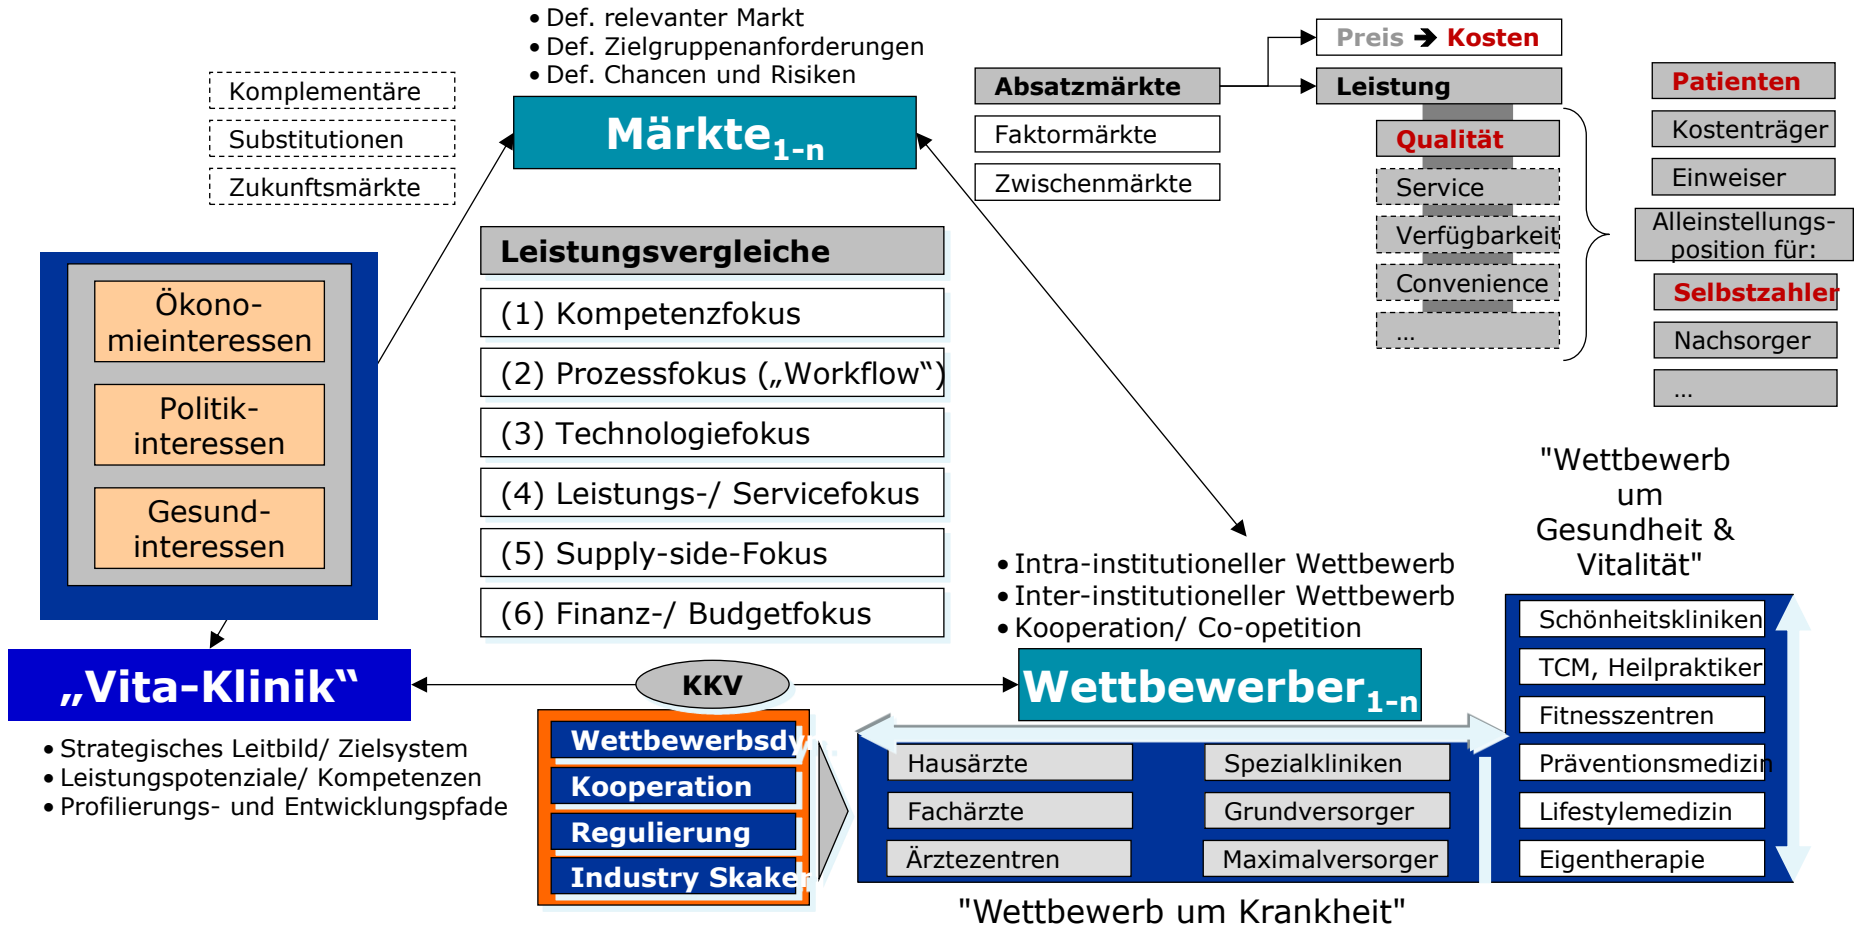 • Def. relevanter Markt
• Def. Zielgruppenanforderungen
• Def. Chancen und Risiken
Komplementäre
Substitutionen
Zukunftsmärkte
Märkte1-n
Absatzmärkte
Faktormärkte
Zwischenmärkte
Preis ➔ Kosten
Leistung
Qualität
Service
Verfügbarkeit
Convenience
...
Patienten
Kostenträger
Einweiser
Alleinstellungs-
position für:
Selbstzahler
Nachsorger
...
Ökono-
mieinteressen
Politik-
interessen
Gesund-
interessen
Leistungsvergleiche
(1) Kompetenzfokus
(2) Prozessfokus („Workflow“)
(3) Technologiefokus
(4) Leistungs-/ Servicefokus
(5) Supply-side-Fokus
(6) Finanz-/ Budgetfokus
„Vita-Klinik“
• Strategisches Leitbild/ Zielsystem
• Leistungspotenziale/ Kompetenzen
• Profilierungs- und Entwicklungspfade
KKV
Wettbewerbsdyn.
Kooperation
Regulierung
Industry Skaker
• Intra-institutioneller Wettbewerb
• Inter-institutioneller Wettbewerb
• Kooperation/ Co-opetition
Wettbewerber1-n
Hausärzte
Fachärzte
Ärztezentren
Spezialkliniken
Grundversorger
Maximalversorger
"Wettbewerb um Krankheit"
"Wettbewerb
um
Gesundheit &
Vitalität"
Schönheitskliniken
TCM, Heilpraktiker
Fitnesszentren
Präventionsmedizin
Lifestylemedizin
Eigentherapie